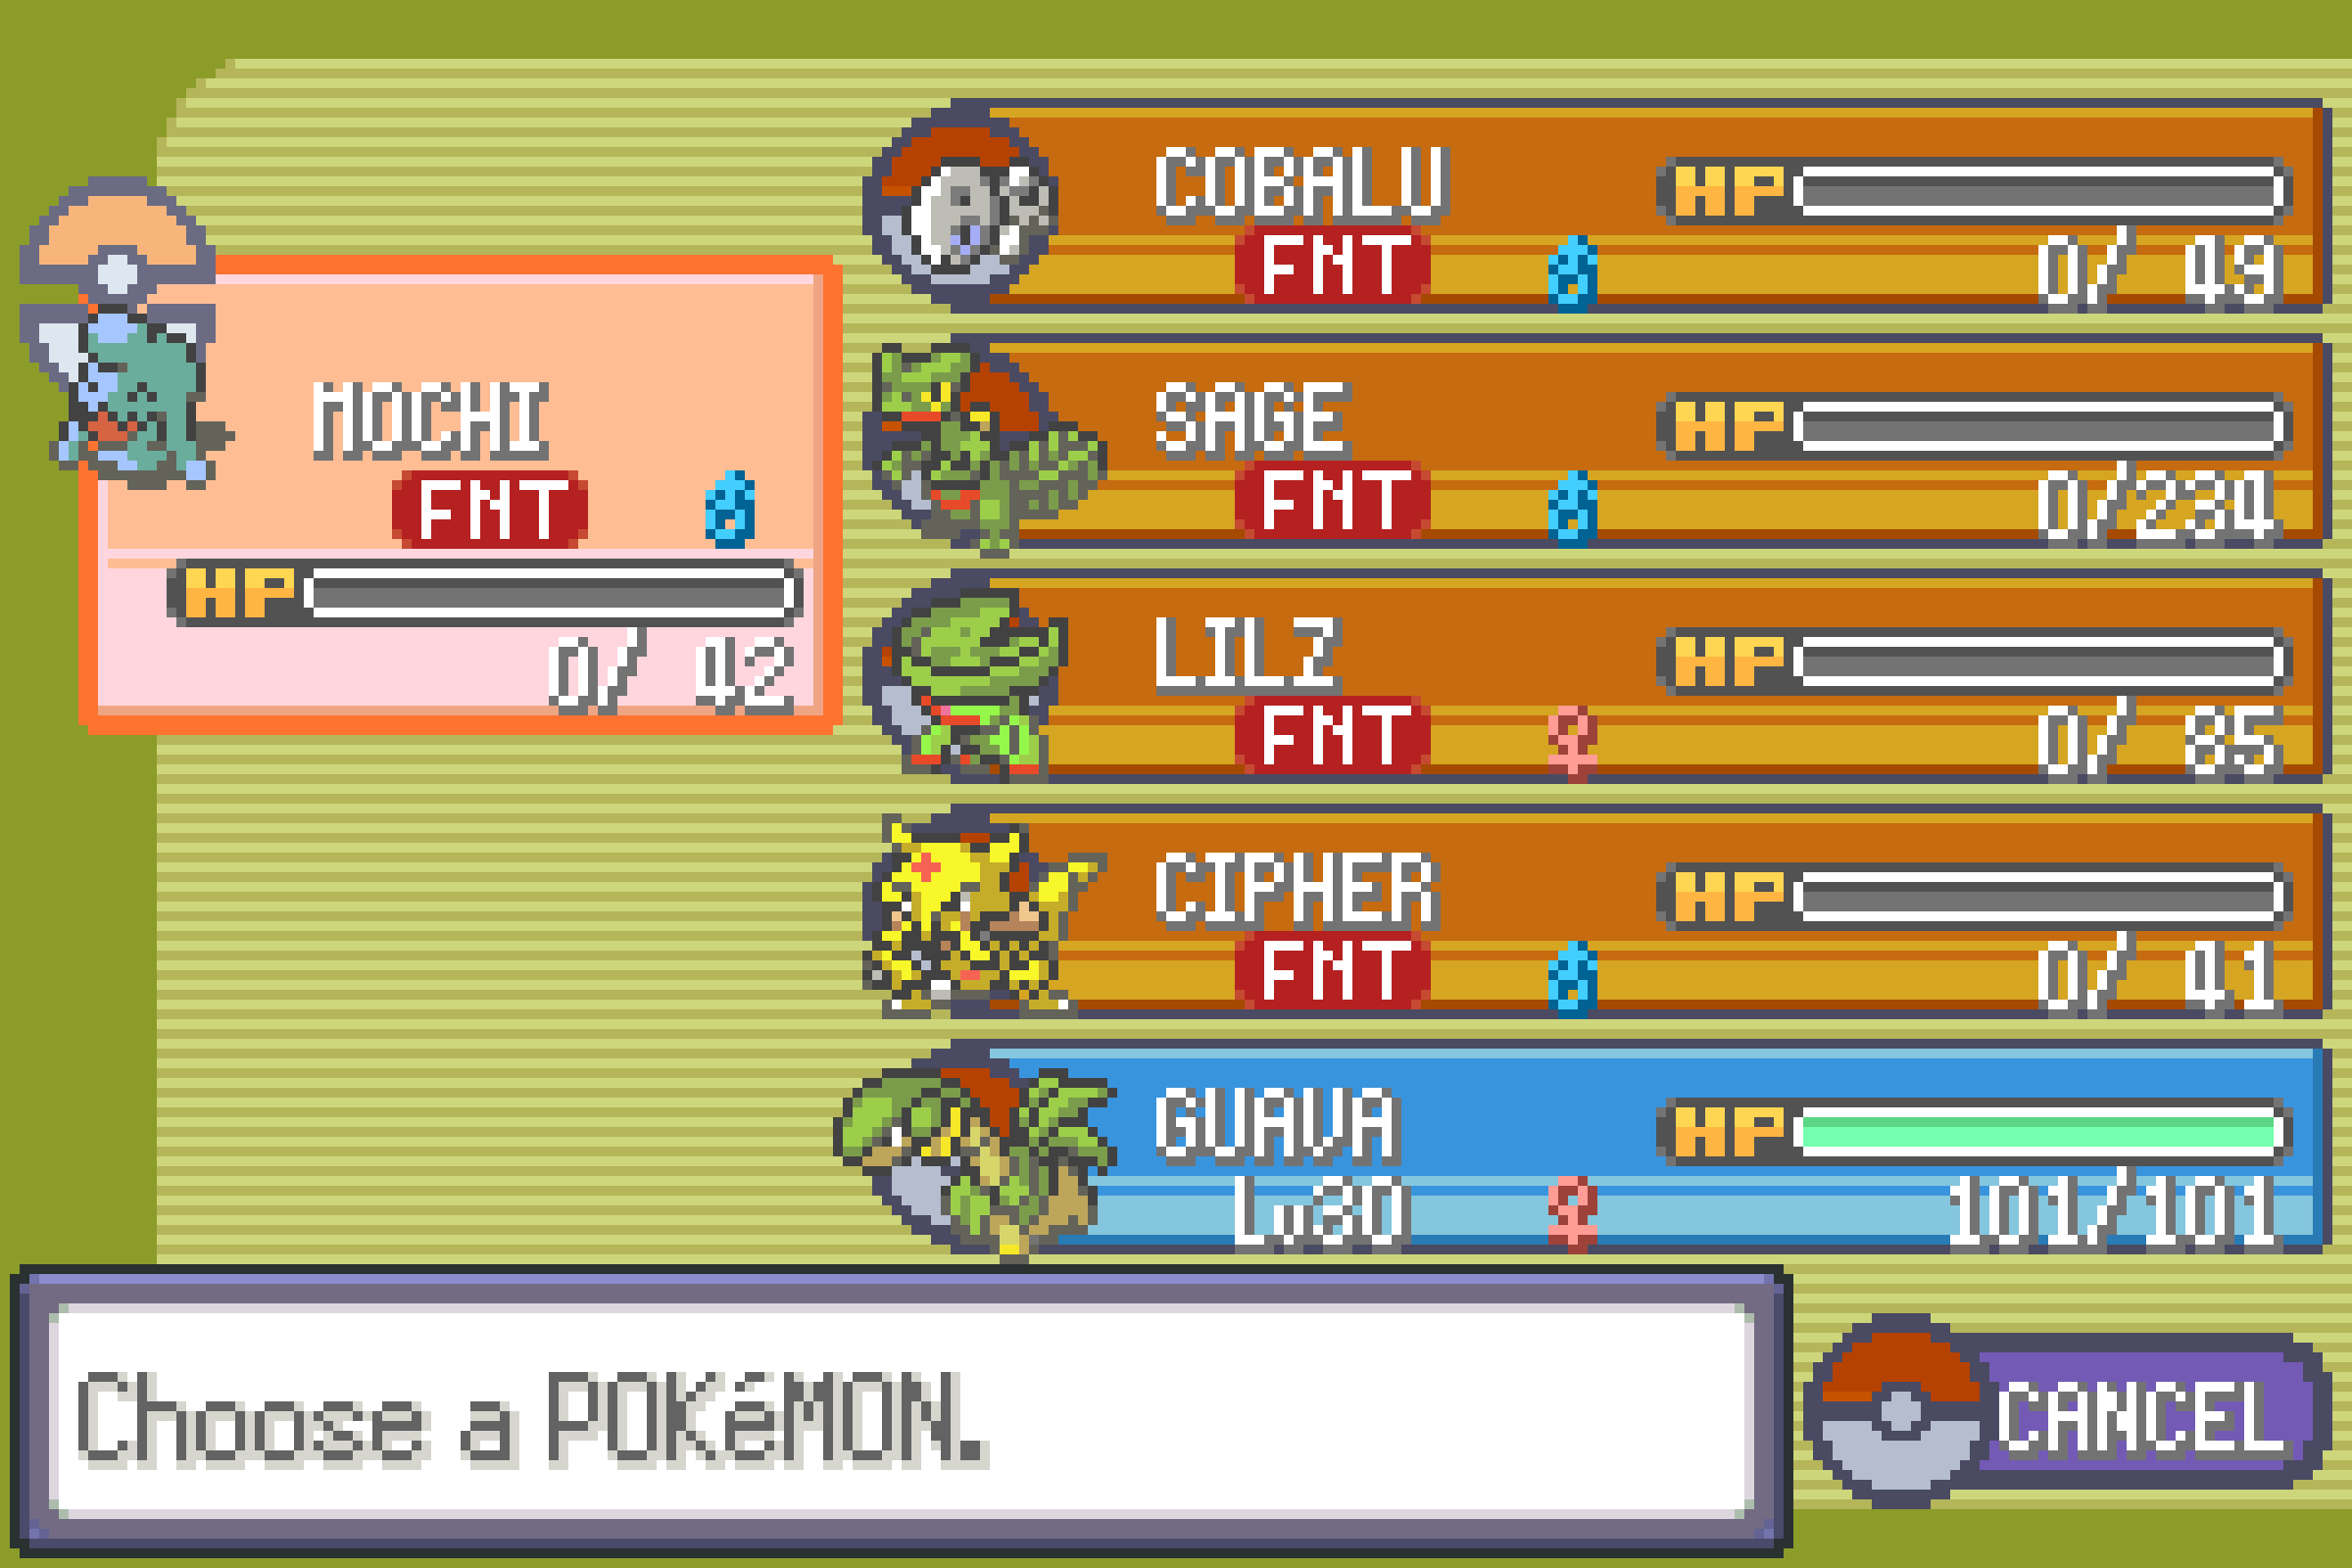 MOCHI
FNT
HP
0/ 42
COBALU HP
FNT 0/ 49
SAGE HP
FNT 0/234
LILZ HP
FNT ♀ 0/ 85
CIPHER HP
FNT 0/ 41
GUAVA HP
Lv30 ♀ 101/101
Choose a POKéMON.
CANCEL